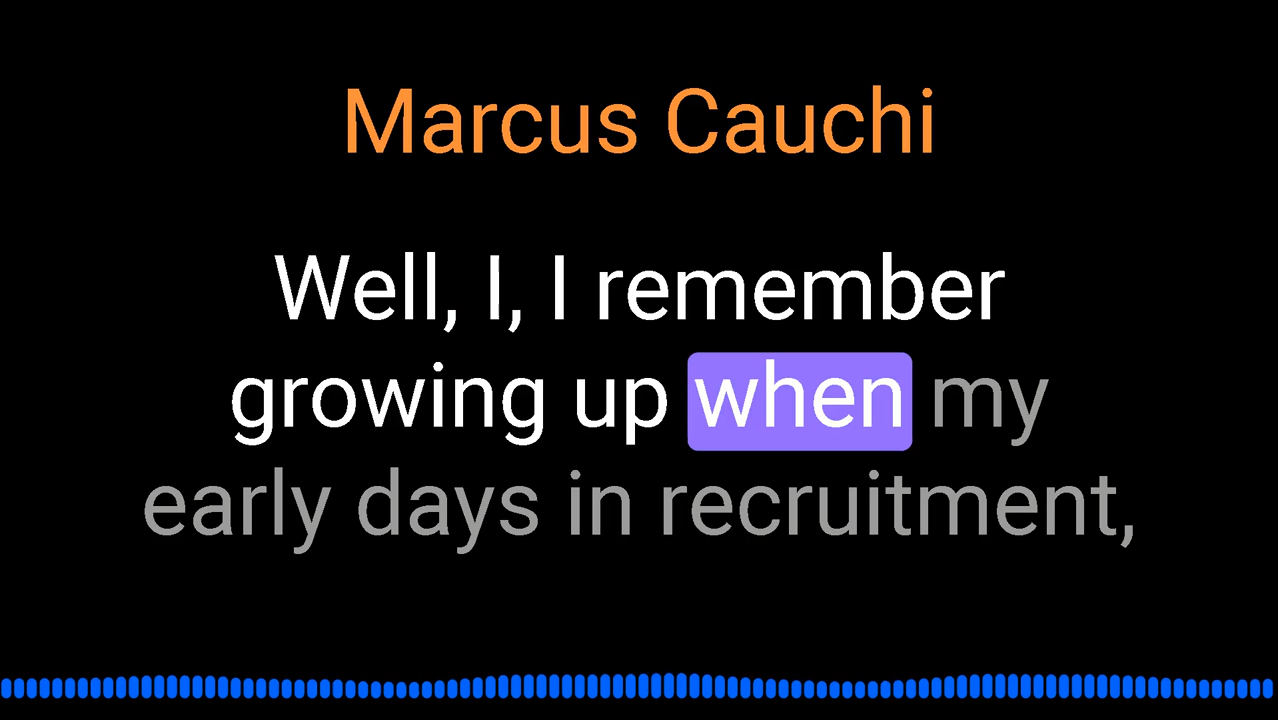 Marcus Cauchi
Well, I, I remember
growing up when my
early days in recruitment,